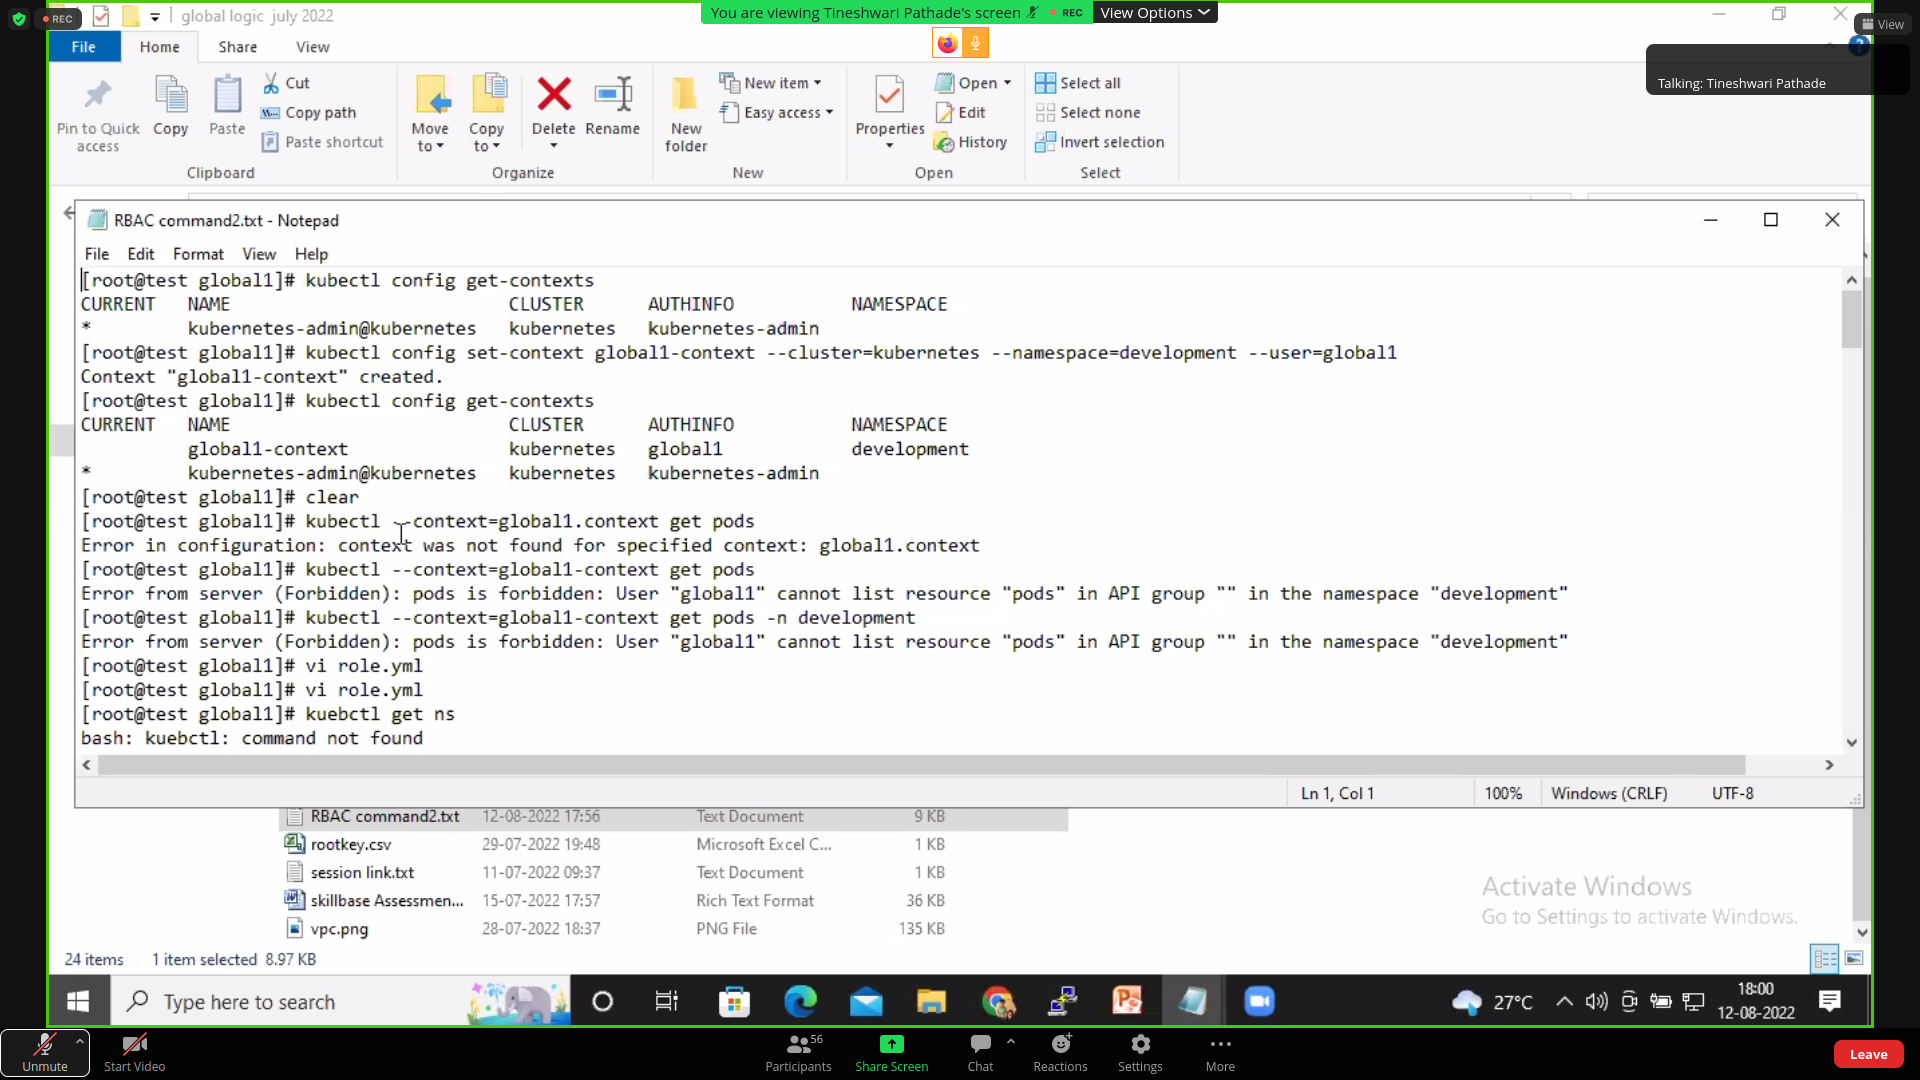 REC
global logic july 2022
You are viewing Tineshwari Pathade's screen REC View Options
View
File Home Share View
Talking: Tineshwari Pathade
Pin to Quick access
Copy
Paste
Cut
Copy path
Paste shortcut
Move to
Copy to
Delete
Rename
New folder
New item
Easy access
Properties
Open
Edit
History
Select all
Select none
Invert selection
Clipboard Organize New Open Select
RBAC command2.txt - Notepad
File Edit Format View Help
[root@test global1]# kubectl config get-contexts
CURRENT NAME CLUSTER AUTHINFO NAMESPACE
* kubernetes-admin@kubernetes kubernetes kubernetes-admin
[root@test global1]# kubectl config set-context global1-context --cluster=kubernetes --namespace=development --user=global1
Context "global1-context" created.
[root@test global1]# kubectl config get-contexts
CURRENT NAME CLUSTER AUTHINFO NAMESPACE
global1-context kubernetes global1 development
* kubernetes-admin@kubernetes kubernetes kubernetes-admin
[root@test global1]# clear
[root@test global1]# kubectl --context=global1.context get pods
Error in configuration: context was not found for specified context: global1.context
[root@test global1]# kubectl --context=global1-context get pods
Error from server (Forbidden): pods is forbidden: User "global1" cannot list resource "pods" in API group "" in the namespace "development"
[root@test global1]# kubectl --context=global1-context get pods -n development
Error from server (Forbidden): pods is forbidden: User "global1" cannot list resource "pods" in API group "" in the namespace "development"
[root@test global1]# vi role.yml
[root@test global1]# vi role.yml
[root@test global1]# kuebctl get ns
bash: kuebctl: command not found
Ln 1, Col 1 100% Windows (CRLF) UTF-8
RBAC command2.txt 12-08-2022 17:56 Text Document 9 KB
rootkey.csv 29-07-2022 19:48 Microsoft Excel C... 1 KB
session link.txt 11-07-2022 09:37 Text Document 1 KB
skillbase Assessmen... 15-07-2022 17:57 Rich Text Format 36 KB
vpc.png 28-07-2022 18:37 PNG File 135 KB
Activate Windows
Go to Settings to activate Windows.
24 items 1 item selected 8.97 KB
Type here to search
27°C
18:00
12-08-2022
Unmute
Start Video
Participants 56
Share Screen
Chat
Reactions
Settings
More
Leave